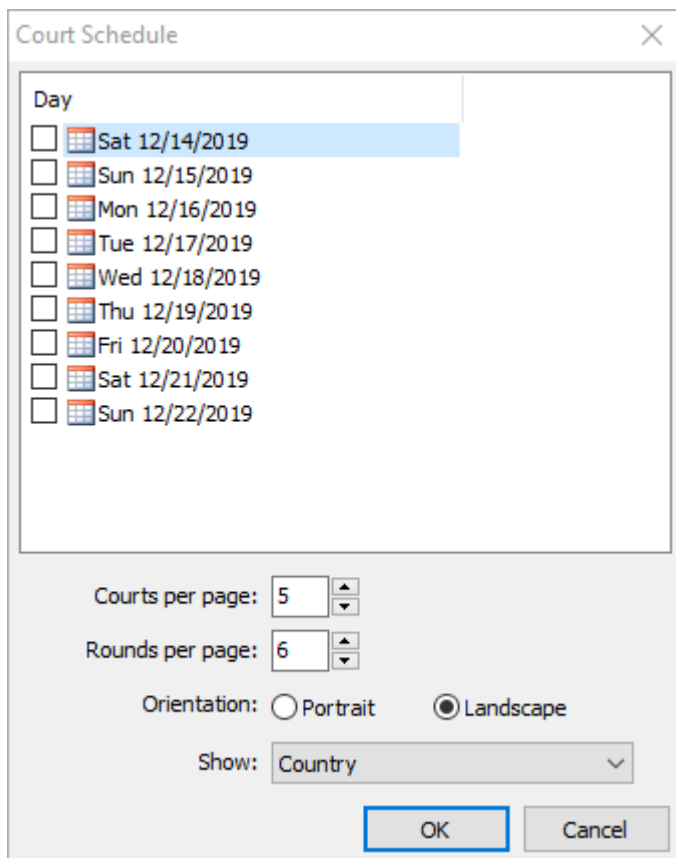 Court Schedule
Day
Sat 12/14/2019
Sun 12/15/2019
Mon 12/16/2019
Tue 12/17/2019
Wed 12/18/2019
Thu 12/19/2019
Fri 12/20/2019
Sat 12/21/2019
Sun 12/22/2019
Courts per page: 5
Rounds per page: 6
Orientation: Portrait Landscape
Show: Country
OK Cancel